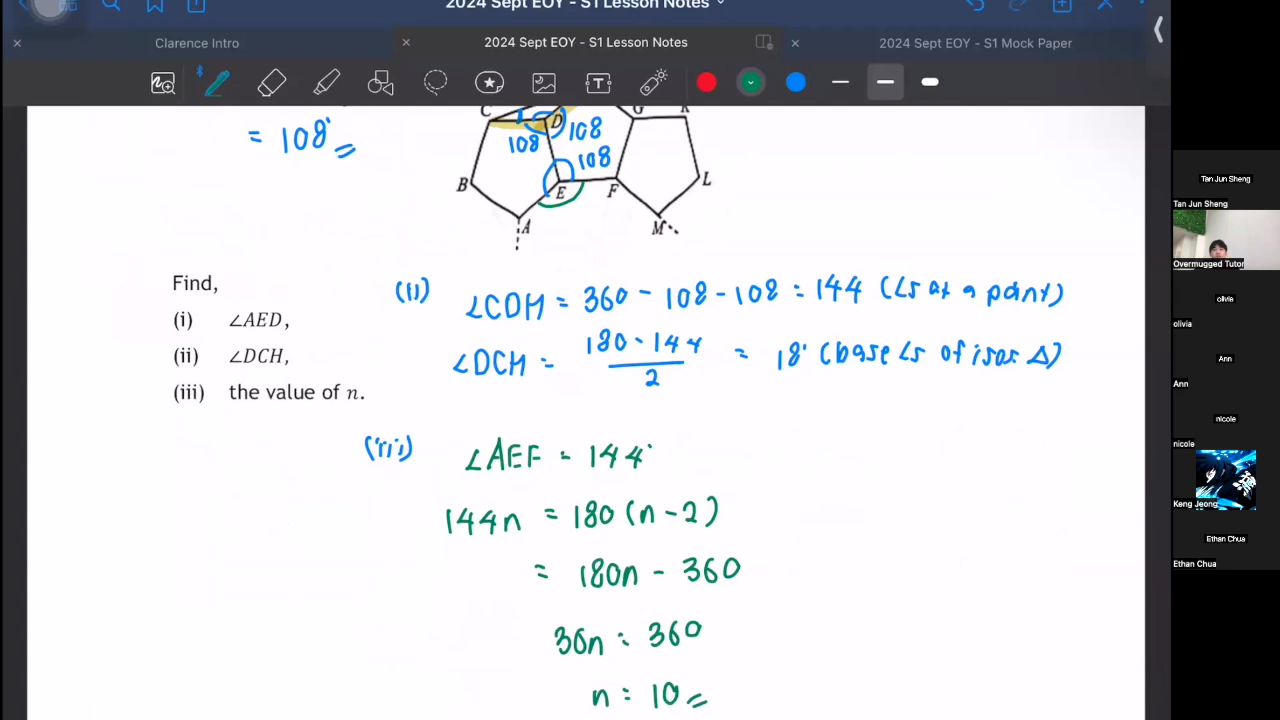 2024 Sept EOY - S1 Lesson Notes
Clarence Intro
2024 Sept EOY - S1 Lesson Notes
2024 Sept EOY - S1 Mock Paper
= 108°
C
D
G
K
108
108
108
B
E
F
L
A
M
Find,
(i) ∠AED,
(ii) ∠DCH,
(iii) the value of n.
(ii)
∠CDH = 360 - 108 - 108 = 144 (∠s at a point)
∠DCH = 180 - 144 / 2 = 18° (base ∠s of isos Δ)
(iii)
∠AEF = 144°
144n = 180 (n - 2)
= 180n - 360
36n = 360
n = 10
Tan Jun Sheng
Tan Jun Sheng
Overmugged Tutor
olivia
olivia
Ann
Ann
nicole
nicole
Keng Jeong
Ethan Chua
Ethan Chua